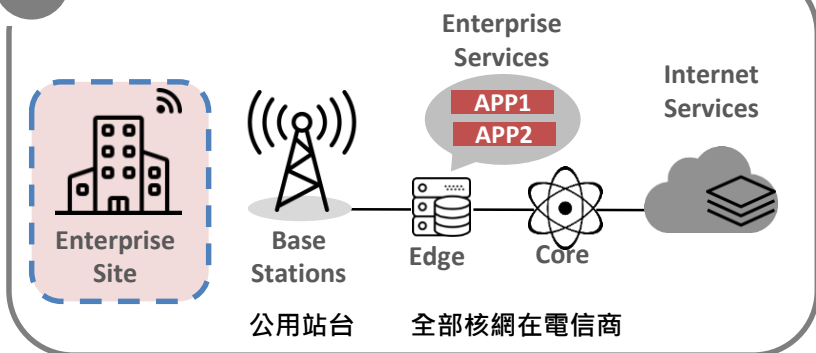 Enterprise
Services
APP1
APP2
Internet
Services
Enterprise
Site
Base
Stations
Edge
Core
公用站台
全部核網在電信商